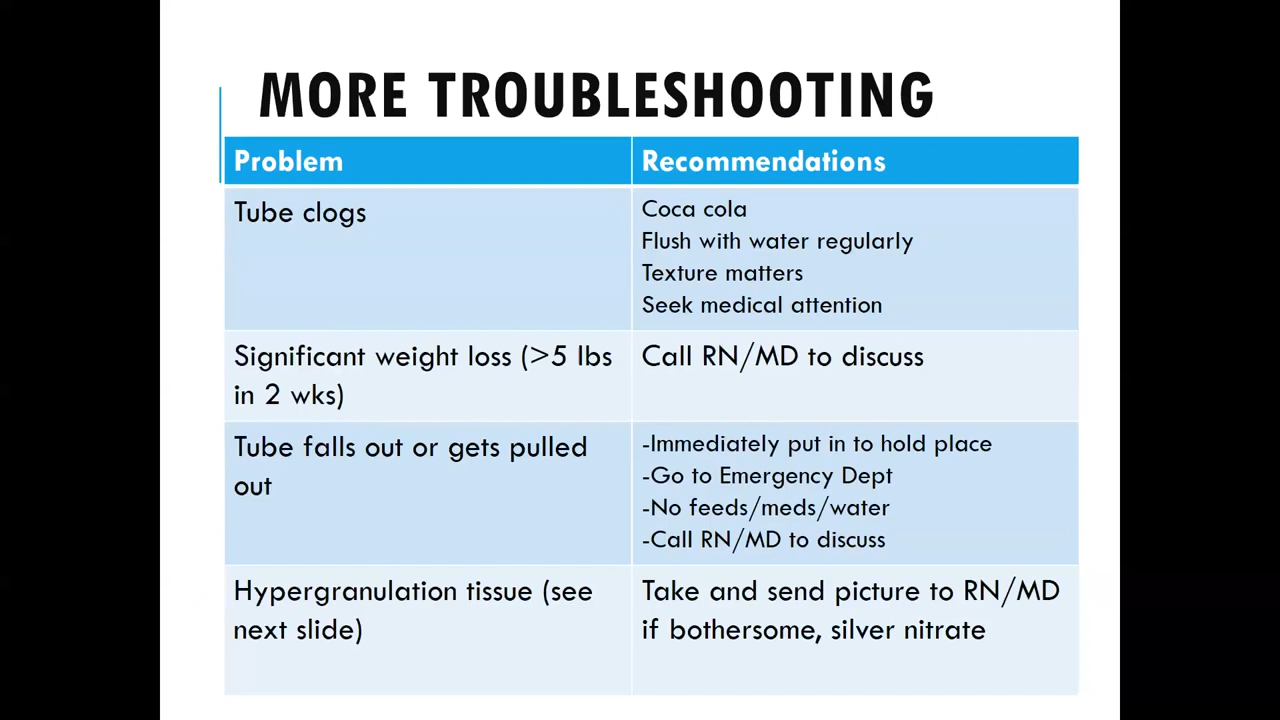 MORE TROUBLESHOOTING
Problem
Recommendations
Tube clogs
Coca cola
Flush with water regularly
Texture matters
Seek medical attention
Significant weight loss (>5 lbs
in 2 wks)
Call RN/MD to discuss
Tube falls out or gets pulled
out
-Immediately put in to hold place
-Go to Emergency Dept
-No feeds/meds/water
-Call RN/MD to discuss
Hypergranulation tissue (see
next slide)
Take and send picture to RN/MD
if bothersome, silver nitrate